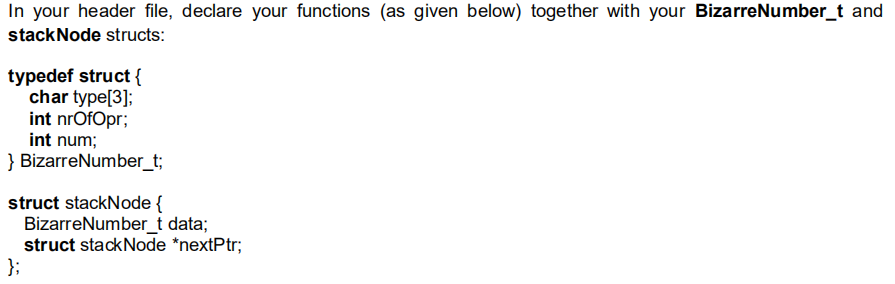 In your header file, declare your functions (as given below) together with your BizarreNumber_t and
stackNode structs:
typedef struct {
char type[3];
int nrOfOpr;
int num;
} BizarreNumber_t;
struct stackNode {
BizarreNumber_t data;
struct stackNode *nextPtr;
};